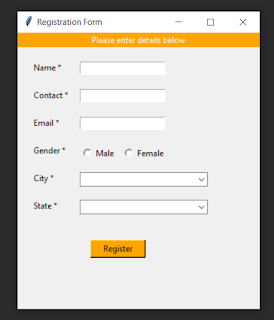 Registration Form
Please enter details below
Name *
Contact *
Email *
Gender * Male Female
City *
State *
Register